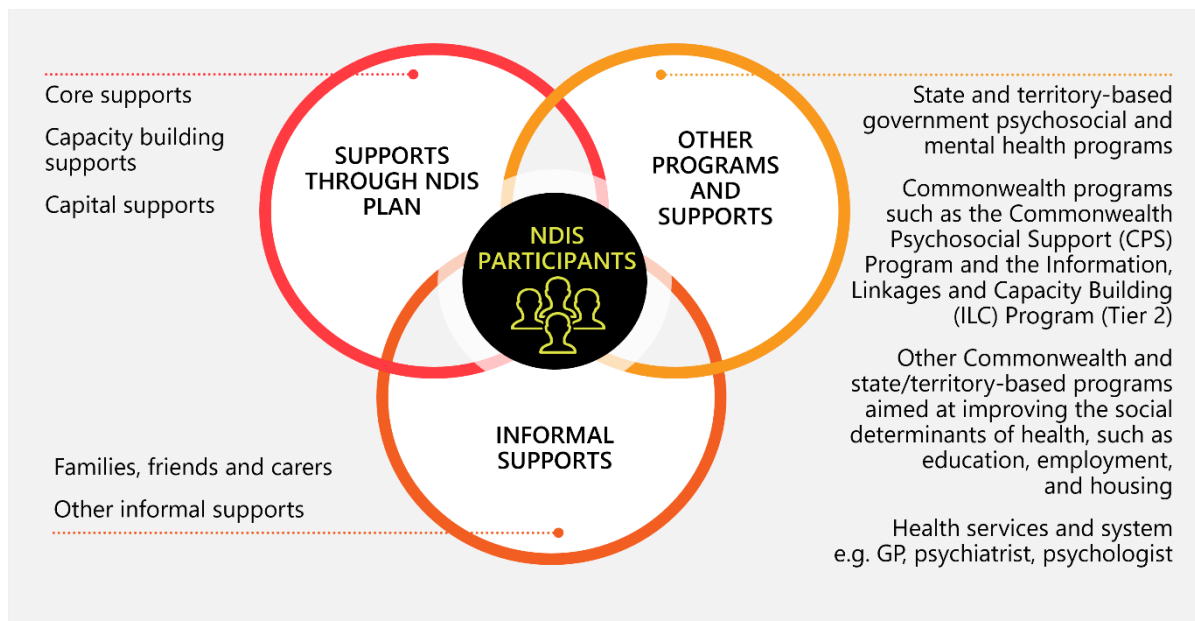 Core supports
Capacity building
supports
Capital supports
SUPPORTS
THROUGH NDIS
PLAN
OTHER
PROGRAMS
AND
SUPPORTS
NDIS
PARTICIPANTS
INFORMAL
SUPPORTS
Families, friends and carers
Other informal supports
State and territory-based
government psychosocial and
mental health programs
Commonwealth programs
such as the Commonwealth
Psychosocial Support (CPS)
Program and the Information,
Linkages and Capacity Building
(ILC) Program (Tier 2)
Other Commonwealth and
state/territory-based programs
aimed at improving the social
determinants of health, such as
education, employment,
and housing
Health services and system
e.g. GP, psychiatrist, psychologist